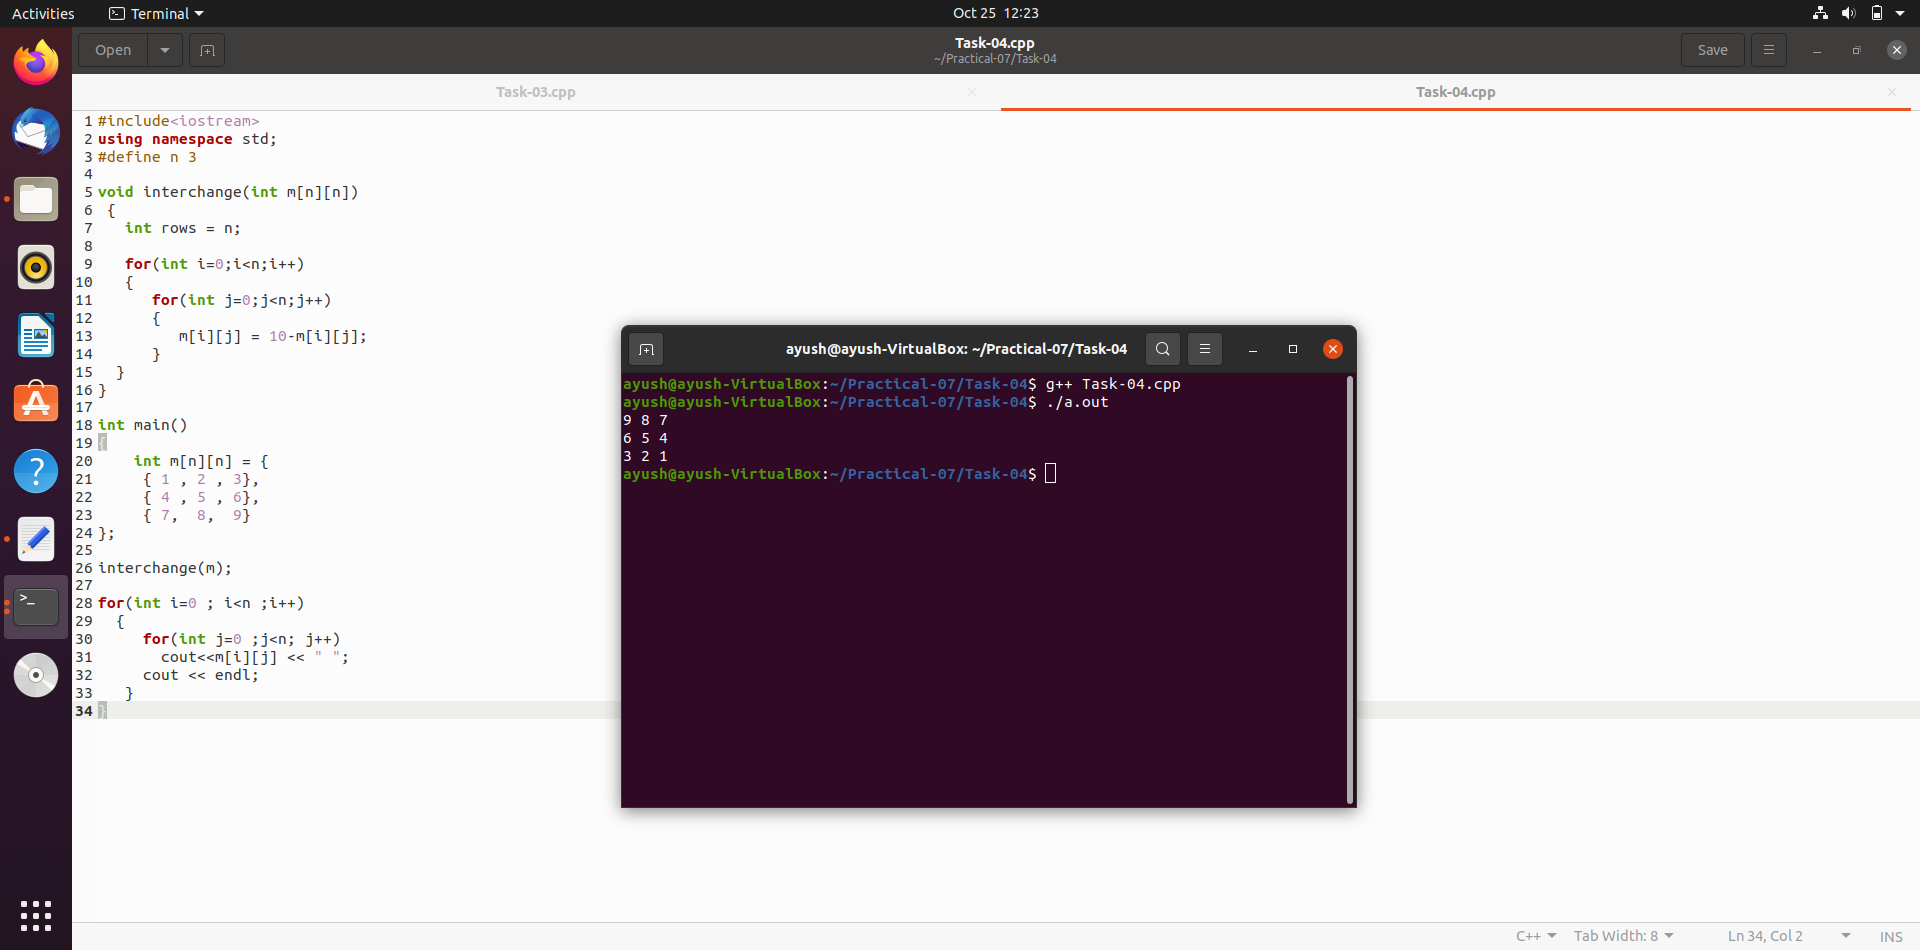 Activities Terminal Oct 25 12:23
Open Task-04.cpp Save
~/Practical-07/Task-04
Task-03.cpp Task-04.cpp
1 #include<iostream>
2 using namespace std;
3 #define n 3
4
5 void interchange(int m[n][n])
6  {
7    int rows = n;
8
9    for(int i=0;i<n;i++)
10    {
11       for(int j=0;j<n;j++)
12       {
13          m[i][j] = 10-m[i][j];
14       }
15   }
16 }
17
18 int main()
19 {
20     int m[n][n] = {
21      { 1 , 2 , 3},
22      { 4 , 5 , 6},
23      { 7,  8,  9}
24 };
25
26 interchange(m);
27
28 for(int i=0 ; i<n ;i++)
29   {
30      for(int j=0 ;j<n; j++)
31        cout<<m[i][j] << " ";
32      cout << endl;
33    }
34 }
ayush@ayush-VirtualBox: ~/Practical-07/Task-04
ayush@ayush-VirtualBox:~/Practical-07/Task-04$ g++ Task-04.cpp
ayush@ayush-VirtualBox:~/Practical-07/Task-04$ ./a.out
9 8 7
6 5 4
3 2 1
ayush@ayush-VirtualBox:~/Practical-07/Task-04$
C++ Tab Width: 8 Ln 34, Col 2 INS